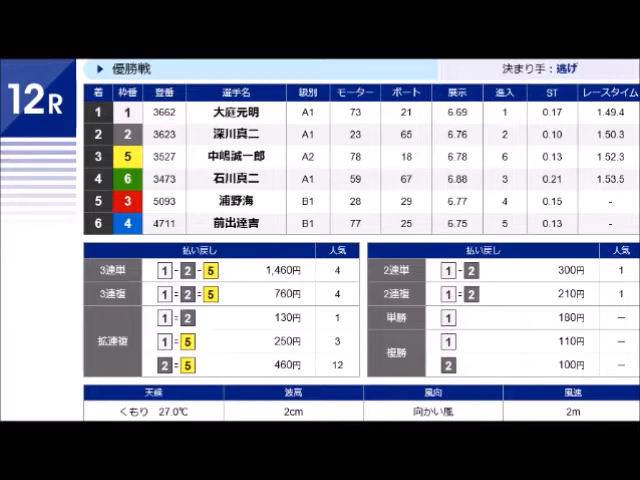 12R
▶ 優勝戦 決まり手：逃げ
着 枠番 登番 選手名 級別 モーター ボート 展示 進入 ST レースタイム
1 1 3662 大庭元明 A1 73 21 6.69 1 0.17 1.49.4
2 2 3623 深川真二 A1 23 65 6.76 2 0.10 1.50.3
3 5 3527 中嶋誠一郎 A2 78 18 6.78 6 0.13 1.52.3
4 6 3473 石川真二 A1 59 67 6.88 3 0.21 1.53.5
5 3 5093 浦野海 B1 28 29 6.77 4 0.15 -
6 4 4711 前出達吉 B1 77 25 6.75 5 0.13 -
払い戻し 人気
3連単 1-2-5 1,460円 4
3連複 1=2=5 760円 4
拡連複 1=2 130円 1
1=5 250円 3
2=5 460円 12
払い戻し 人気
2連単 1-2 300円 1
2連複 1=2 210円 1
単勝 1 180円 —
複勝 1 110円 —
2 100円 —
天候 波高 風向 風速
くもり 27.0℃ 2cm 向かい風 2m